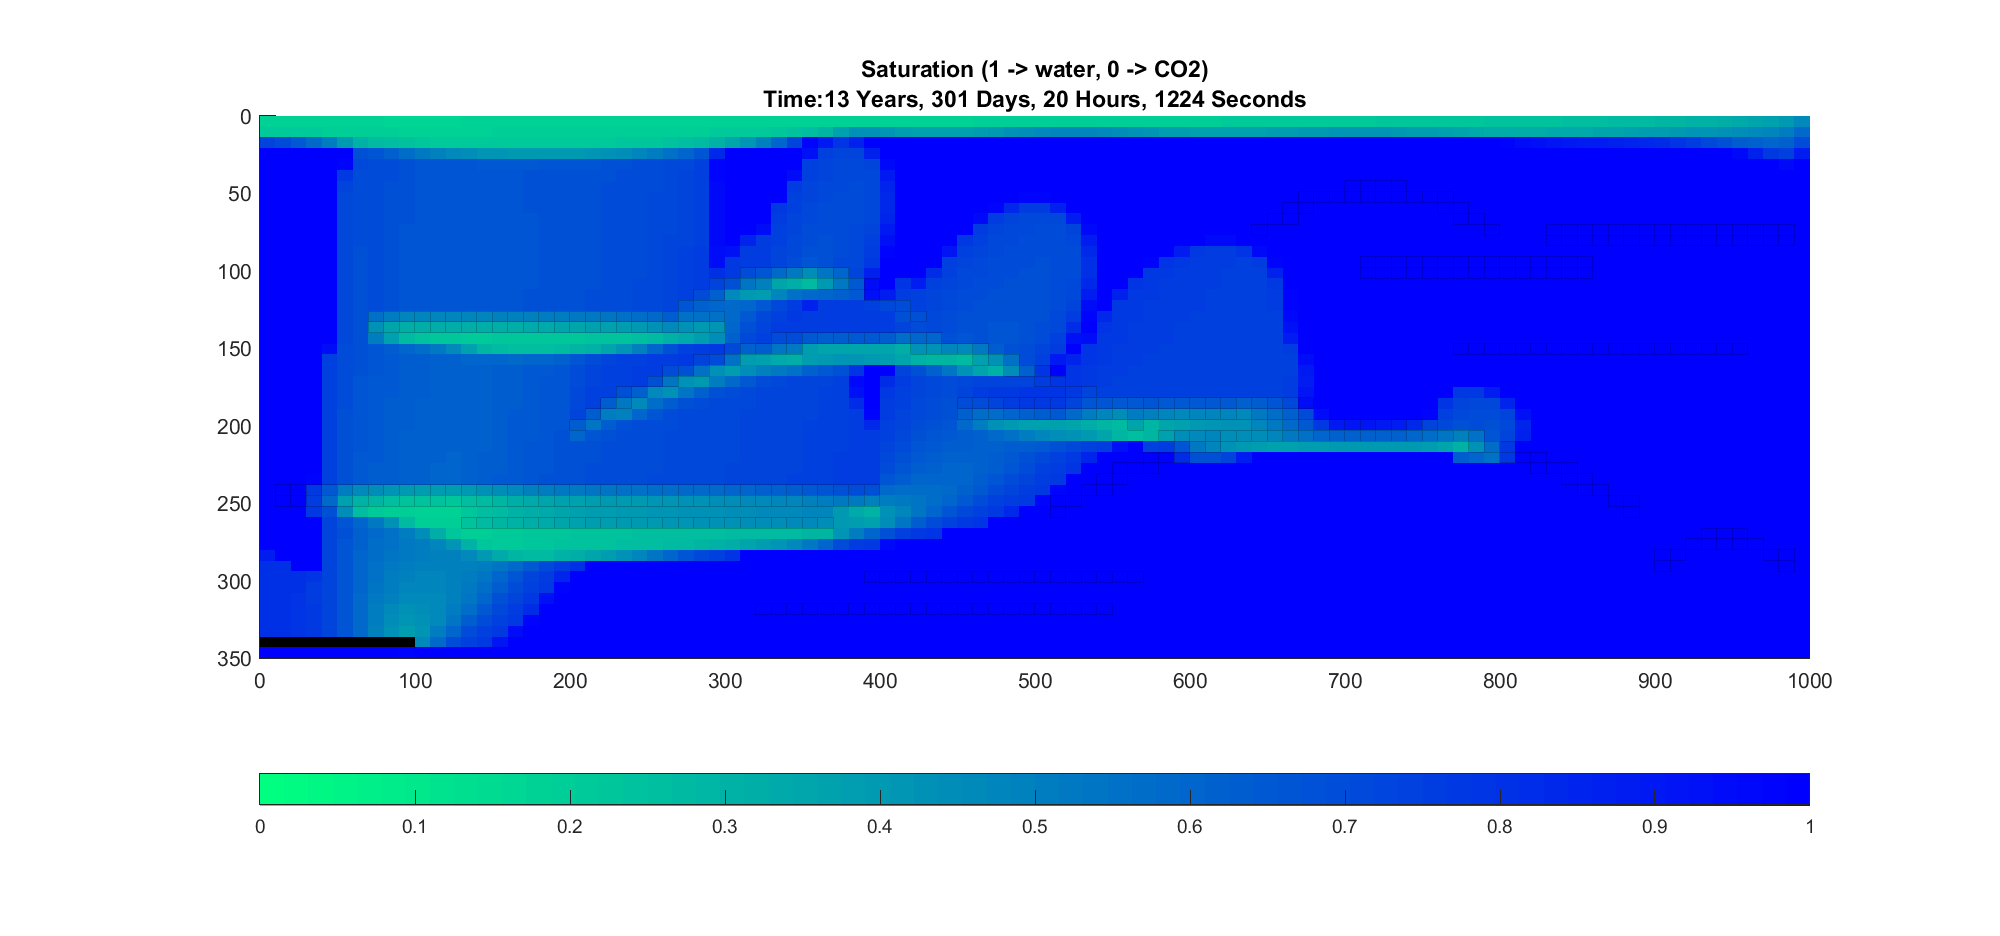 Saturation (1 -> water, 0 -> CO2)
Time:13 Years, 301 Days, 20 Hours, 1224 Seconds
0
50
100
150
200
250
300
350
0 100 200 300 400 500 600 700 800 900 1000
0 0.1 0.2 0.3 0.4 0.5 0.6 0.7 0.8 0.9 1